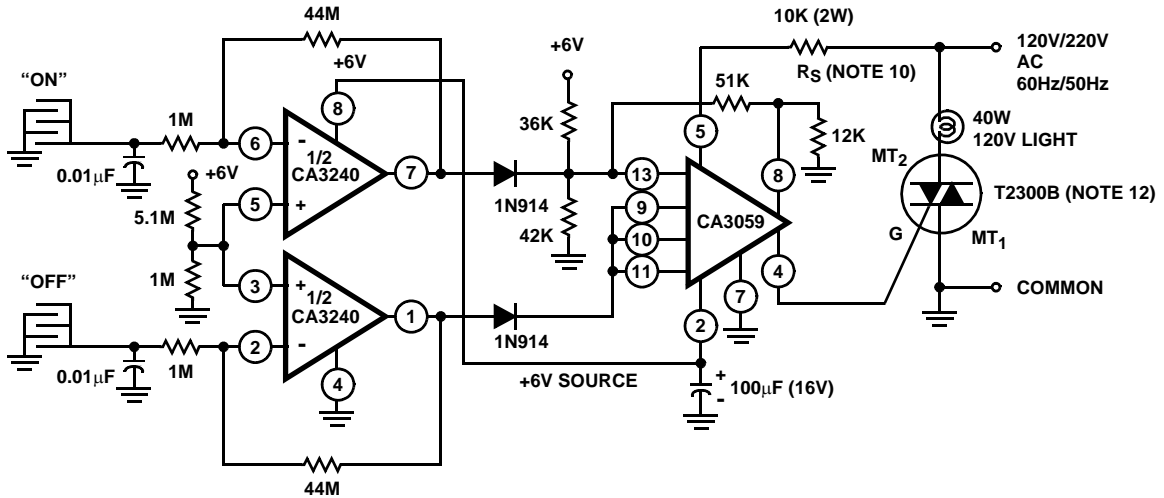 44M
+6V
"ON"
1M
6
-
8
1/2
CA3240
7
0.01µF
+6V
5.1M
5
+
1M
"OFF"
3
+
1/2
CA3240
1
2
-
1M
0.01µF
4
44M
+6V
36K
1N914
42K
1N914
+6V SOURCE
13
9
10
11
CA3059
5
8
4
7
2
51K
12K
10K (2W)
RS (NOTE 10)
+
-
100µF (16V)
120V/220V
AC
60Hz/50Hz
40W
120V LIGHT
MT2
T2300B (NOTE 12)
G
MT1
COMMON